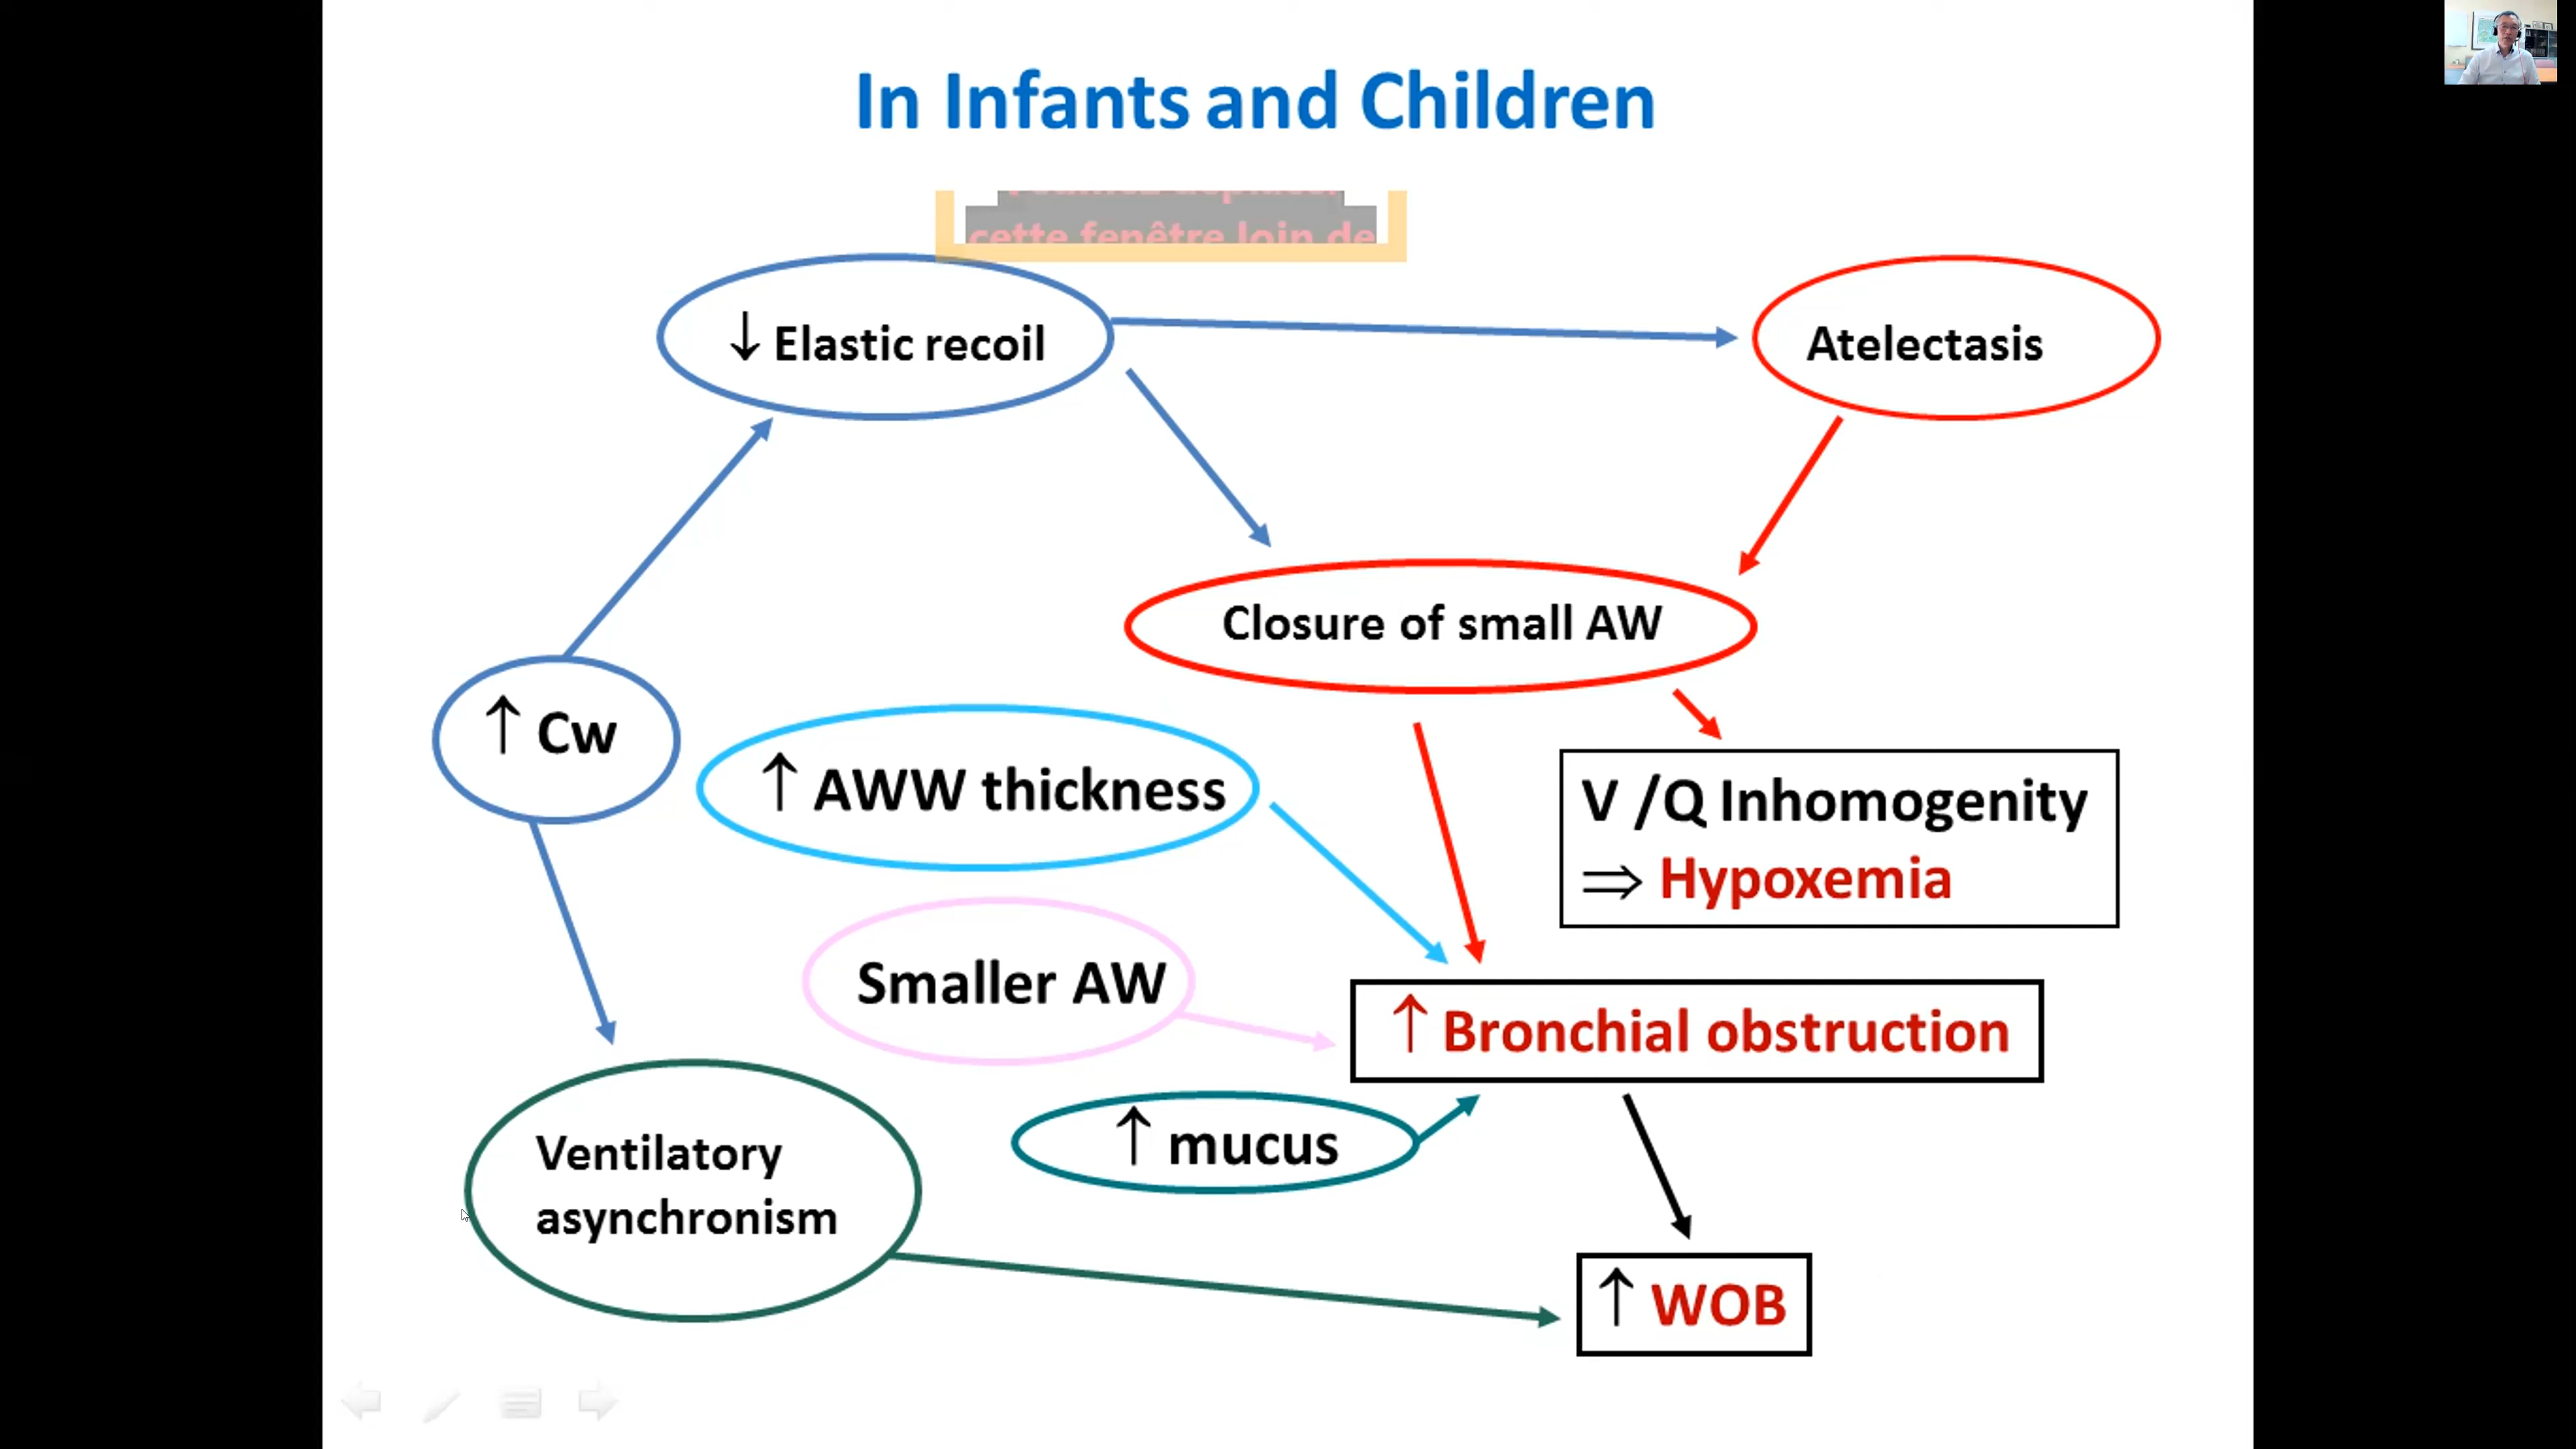 In Infants and Children
cette fenêtre loin de
↓ Elastic recoil
Atelectasis
Closure of small AW
↑ Cw
↑ AWW thickness
V /Q Inhomogenity
⇒ Hypoxemia
Smaller AW
↑ Bronchial obstruction
↑ mucus
Ventilatory
asynchronism
↑ WOB